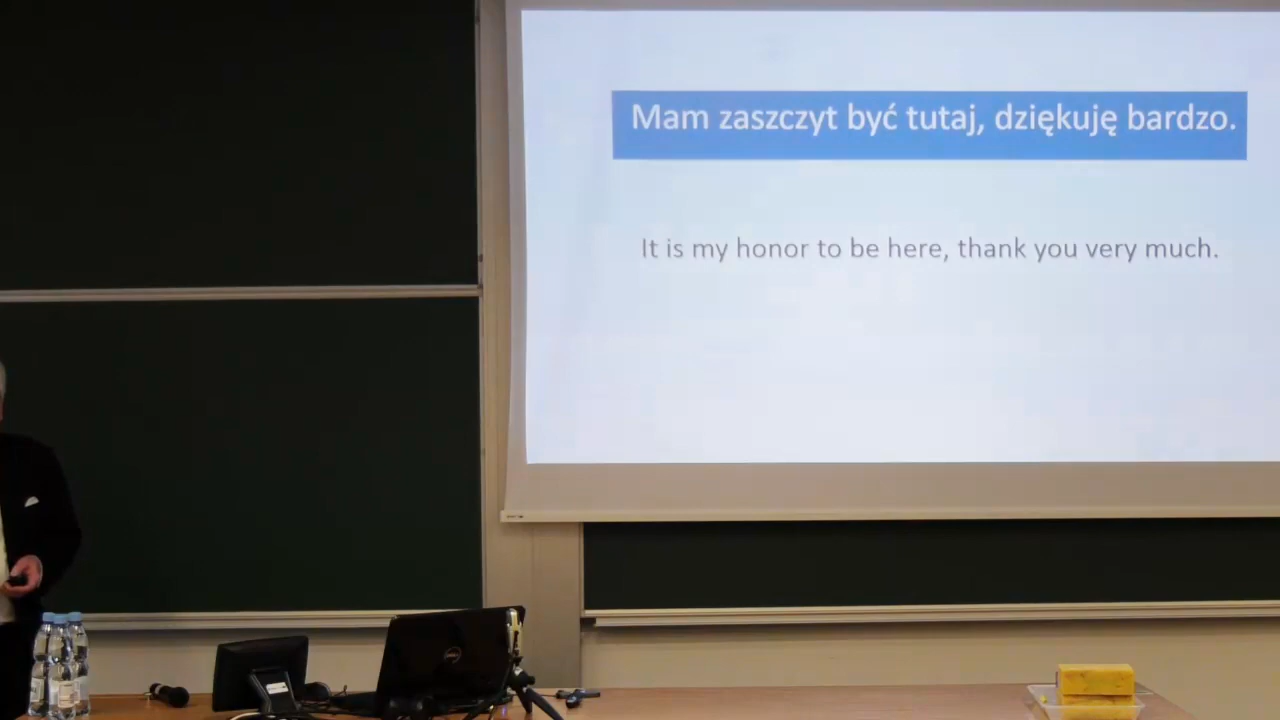 Mam zaszczyt być tutaj, dziękuję bardzo.
It is my honor to be here, thank you very much.